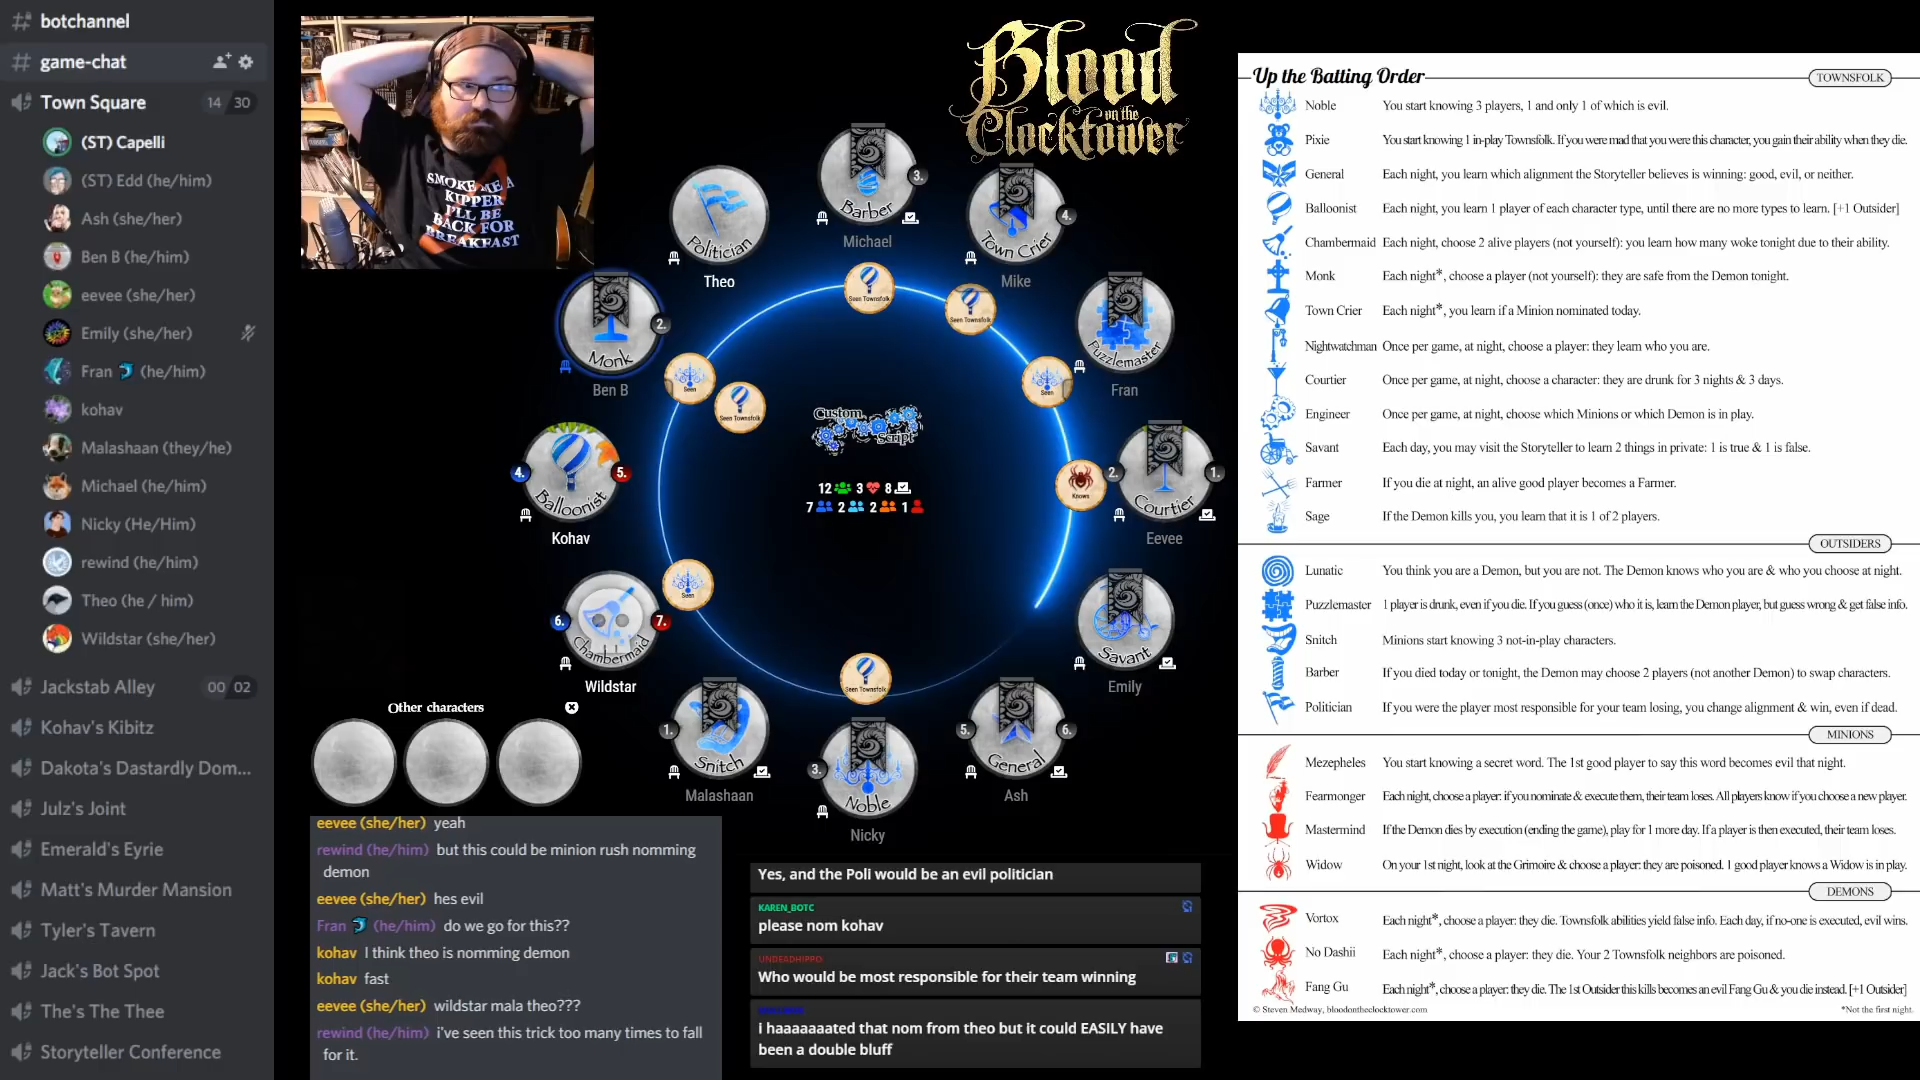 botchannel
game-chat
Town Square 14 30
(ST) Capelli
(ST) Edd (he/him)
Ash (she/her)
Ben B (he/him)
eevee (she/her)
Emily (she/her)
Fran (he/him)
kohav
Malashaan (they/he)
Michael (he/him)
Nicky (He/Him)
rewind (he/him)
Theo (he / him)
Wildstar (she/her)
Jackstab Alley 00 02
Kohav's Kibitz
Dakota's Dastardly Dom...
Julz's Joint
Emerald's Eyrie
Matt's Murder Mansion
Tyler's Tavern
Jack's Bot Spot
The's The Thee
Storyteller Conference
SMOKE ME A
KIPPER
I'LL BE
BACK FOR
BREAKFAST
Blood
on the
Clocktower
Politician
Theo
Barber
3.
Michael
Town Crier
4.
Mike
Monk
2.
Ben B
Puzzlemaster
Fran
4.
Balloonist
5.
Kohav
2.
Courtier
1.
Eevee
6.
Chambermaid
7.
Wildstar
Savant
Emily
1.
Snitch
Malashaan
3.
Noble
Nicky
5.
General
6.
Ash
Seen Townsfolk
Seen Townsfolk
Seen
Seen Townsfolk
Seen
Knows
Seen
Seen Townsfolk
Custom
Script
12 3 8
7 2 2 1
Other characters
eevee (she/her) yeah
rewind (he/him) but this could be minion rush nomming
demon
eevee (she/her) hes evil
Fran (he/him) do we go for this??
kohav I think theo is nomming demon
kohav fast
eevee (she/her) wildstar mala theo???
rewind (he/him) i've seen this trick too many times to fall
for it.
Yes, and the Poli would be an evil politician
KAREN_BOTC
please nom kohav
UNDEADHIPPO
Who would be most responsible for their team winning
i haaaaaaated that nom from theo but it could EASILY have
been a double bluff
Up the Batting Order
TOWNSFOLK
Noble You start knowing 3 players, 1 and only 1 of which is evil.
Pixie You start knowing 1 in-play Townsfolk. If you were mad that you were this character, you gain their ability when they die.
General Each night, you learn which alignment the Storyteller believes is winning: good, evil, or neither.
Balloonist Each night, you learn 1 player of each character type, until there are no more types to learn. [+1 Outsider]
Chambermaid Each night, choose 2 alive players (not yourself): you learn how many woke tonight due to their ability.
Monk Each night*, choose a player (not yourself): they are safe from the Demon tonight.
Town Crier Each night*, you learn if a Minion nominated today.
Nightwatchman Once per game, at night, choose a player: they learn who you are.
Courtier Once per game, at night, choose a character: they are drunk for 3 nights & 3 days.
Engineer Once per game, at night, choose which Minions or which Demon is in play.
Savant Each day, you may visit the Storyteller to learn 2 things in private: 1 is true & 1 is false.
Farmer If you die at night, an alive good player becomes a Farmer.
Sage If the Demon kills you, you learn that it is 1 of 2 players.
OUTSIDERS
Lunatic You think you are a Demon, but you are not. The Demon knows who you are & who you choose at night.
Puzzlemaster 1 player is drunk, even if you die. If you guess (once) who it is, learn the Demon player, but guess wrong & get false info.
Snitch Minions start knowing 3 not-in-play characters.
Barber If you died today or tonight, the Demon may choose 2 players (not another Demon) to swap characters.
Politician If you were the player most responsible for your team losing, you change alignment & win, even if dead.
MINIONS
Mezepheles You start knowing a secret word. The 1st good player to say this word becomes evil that night.
Fearmonger Each night, choose a player: if you nominate & execute them, their team loses. All players know if you choose a new player.
Mastermind If the Demon dies by execution (ending the game), play for 1 more day. If a player is then executed, their team loses.
Widow On your 1st night, look at the Grimoire & choose a player: they are poisoned. 1 good player knows a Widow is in play.
DEMONS
Vortox Each night*, choose a player: they die. Townsfolk abilities yield false info. Each day, if no-one is executed, evil wins.
No Dashii Each night*, choose a player: they die. Your 2 Townsfolk neighbors are poisoned.
Fang Gu Each night*, choose a player: they die. The 1st Outsider this kills becomes an evil Fang Gu & you die instead. [+1 Outsider]
© Steven Medway, bloodontheclocktower.com *Not the first night.